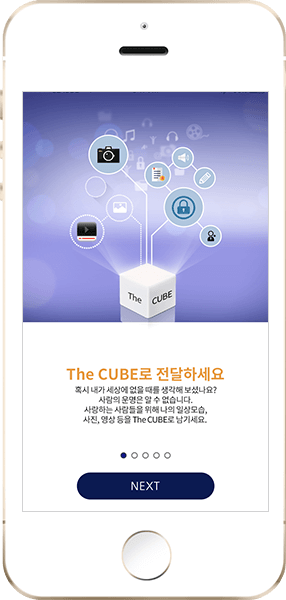 The CUBE
The CUBE로 전달하세요
혹시 내가 세상에 없을 때를 생각해 보셨나요?
사람의 운명은 알 수 없습니다.
사랑하는 사람들을 위해 나의 일상모습,
사진, 영상 등을 The CUBE로 남기세요.
NEXT